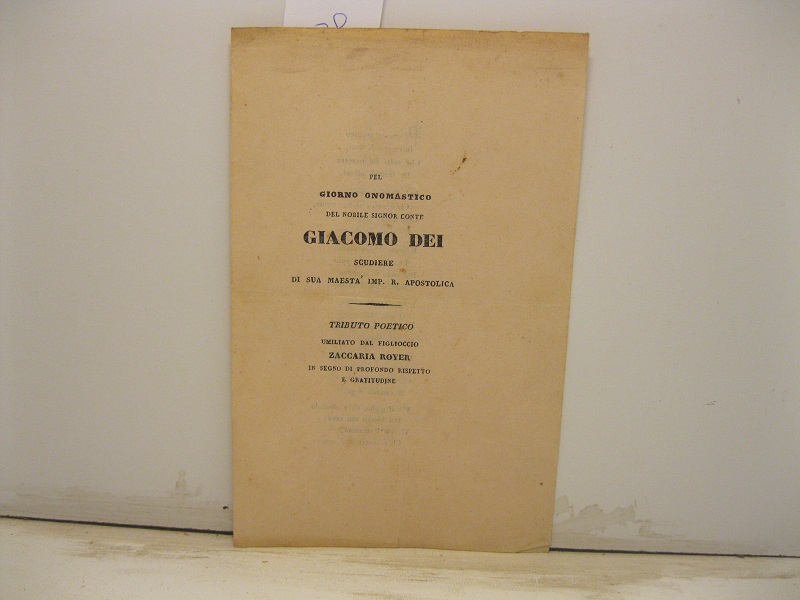 PEL
GIORNO ONOMASTICO
DEL NOBILE SIGNOR CONTE
GIACOMO DEI
SCUDIERE
DI SUA MAESTA' IMP. R. APOSTOLICA
TRIBUTO POETICO
UMILIATO DAL FIGLIOCCIO
ZACCARIA ROYER
IN SEGNO DI PROFONDO RISPETTO
E GRATITUDINE